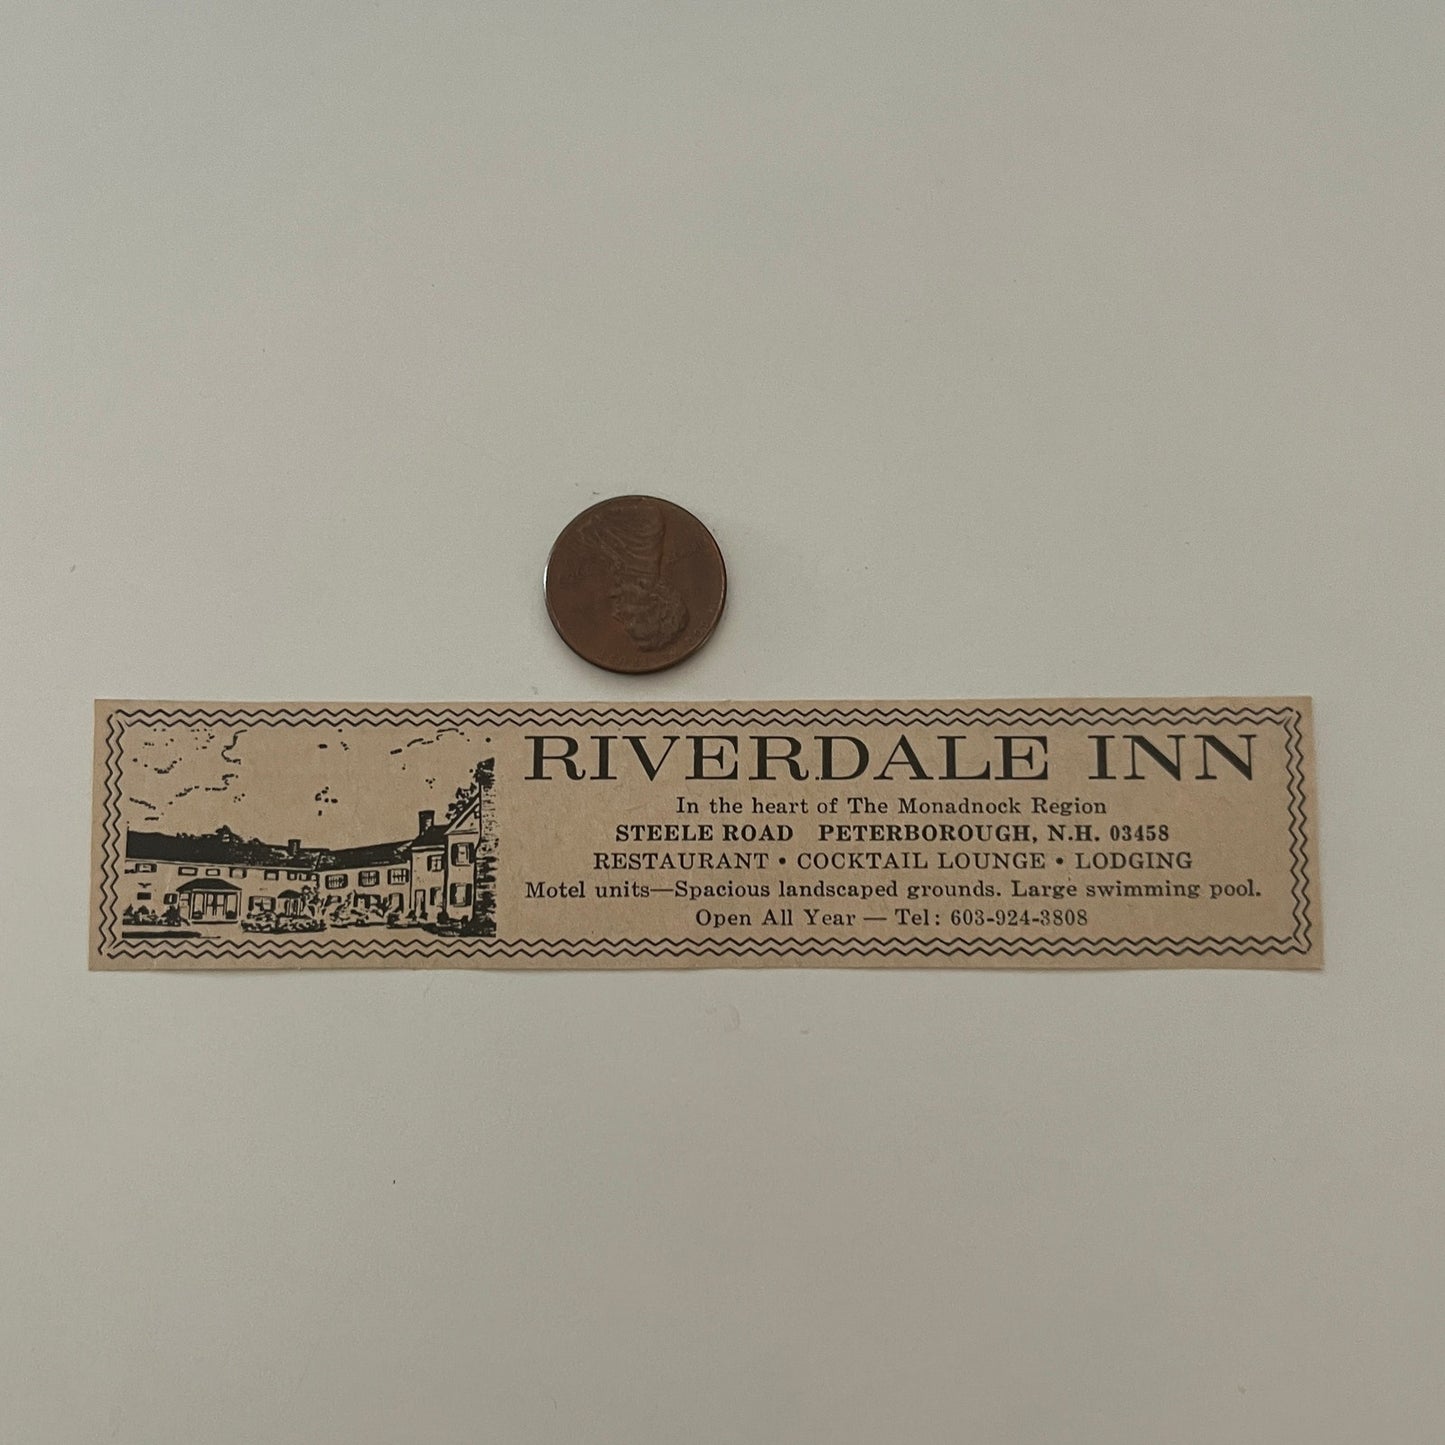 RIVERDALE INN
In the heart of The Monadnock Region
STEELE ROAD PETERBOROUGH, N.H. 03458
RESTAURANT • COCKTAIL LOUNGE • LODGING
Motel units—Spacious landscaped grounds. Large swimming pool.
Open All Year — Tel: 603-924-3808